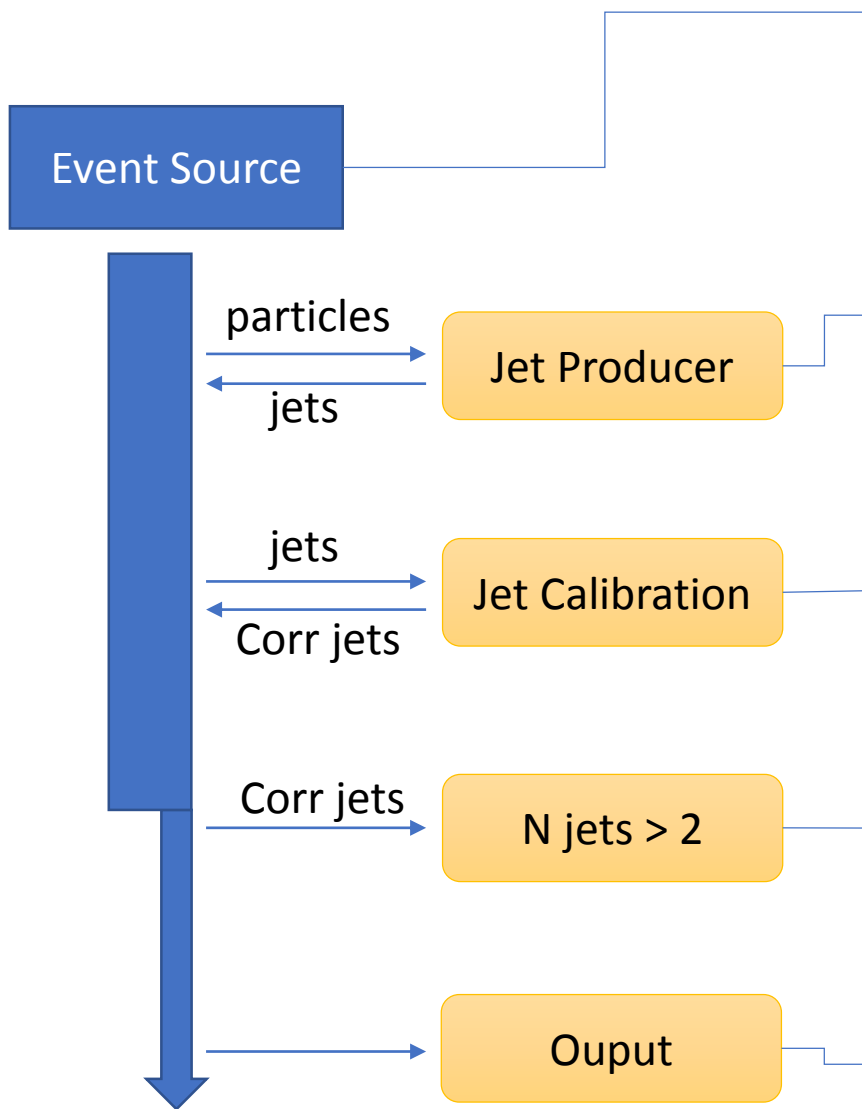 Event Source
particles
Jet Producer
jets
jets
Jet Calibration
Corr jets
Corr jets
N jets > 2
Ouput